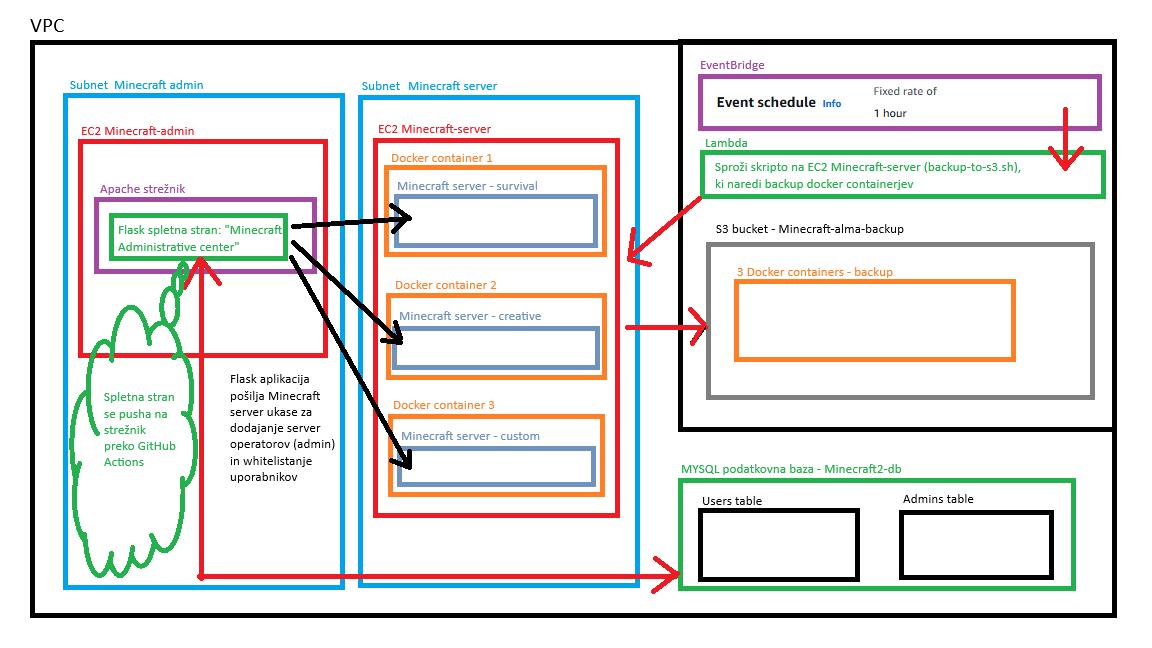 VPC
Subnet Minecraft admin
EC2 Minecraft-admin
Apache strežnik
Flask spletna stran: "Minecraft
Administrative center"
Spletna stran
se pusha na
strežnik
preko GitHub
Actions
Flask aplikacija
pošilja Minecraft
server ukase za
dodajanje server
operatorov (admin)
in whitelistanje
uporabnikov
Subnet Minecraft server
EC2 Minecraft-server
Docker container 1
Minecraft server - survival
Docker container 2
Minecraft server - creative
Docker container 3
Minecraft server - custom
EventBridge
Event schedule Info
Fixed rate of
1 hour
Lambda
Sproži skripto na EC2 Minecraft-server (backup-to-s3.sh),
ki naredi backup docker containerjev
S3 bucket - Minecraft-alma-backup
3 Docker containers - backup
MYSQL podatkovna baza - Minecraft2-db
Users table
Admins table